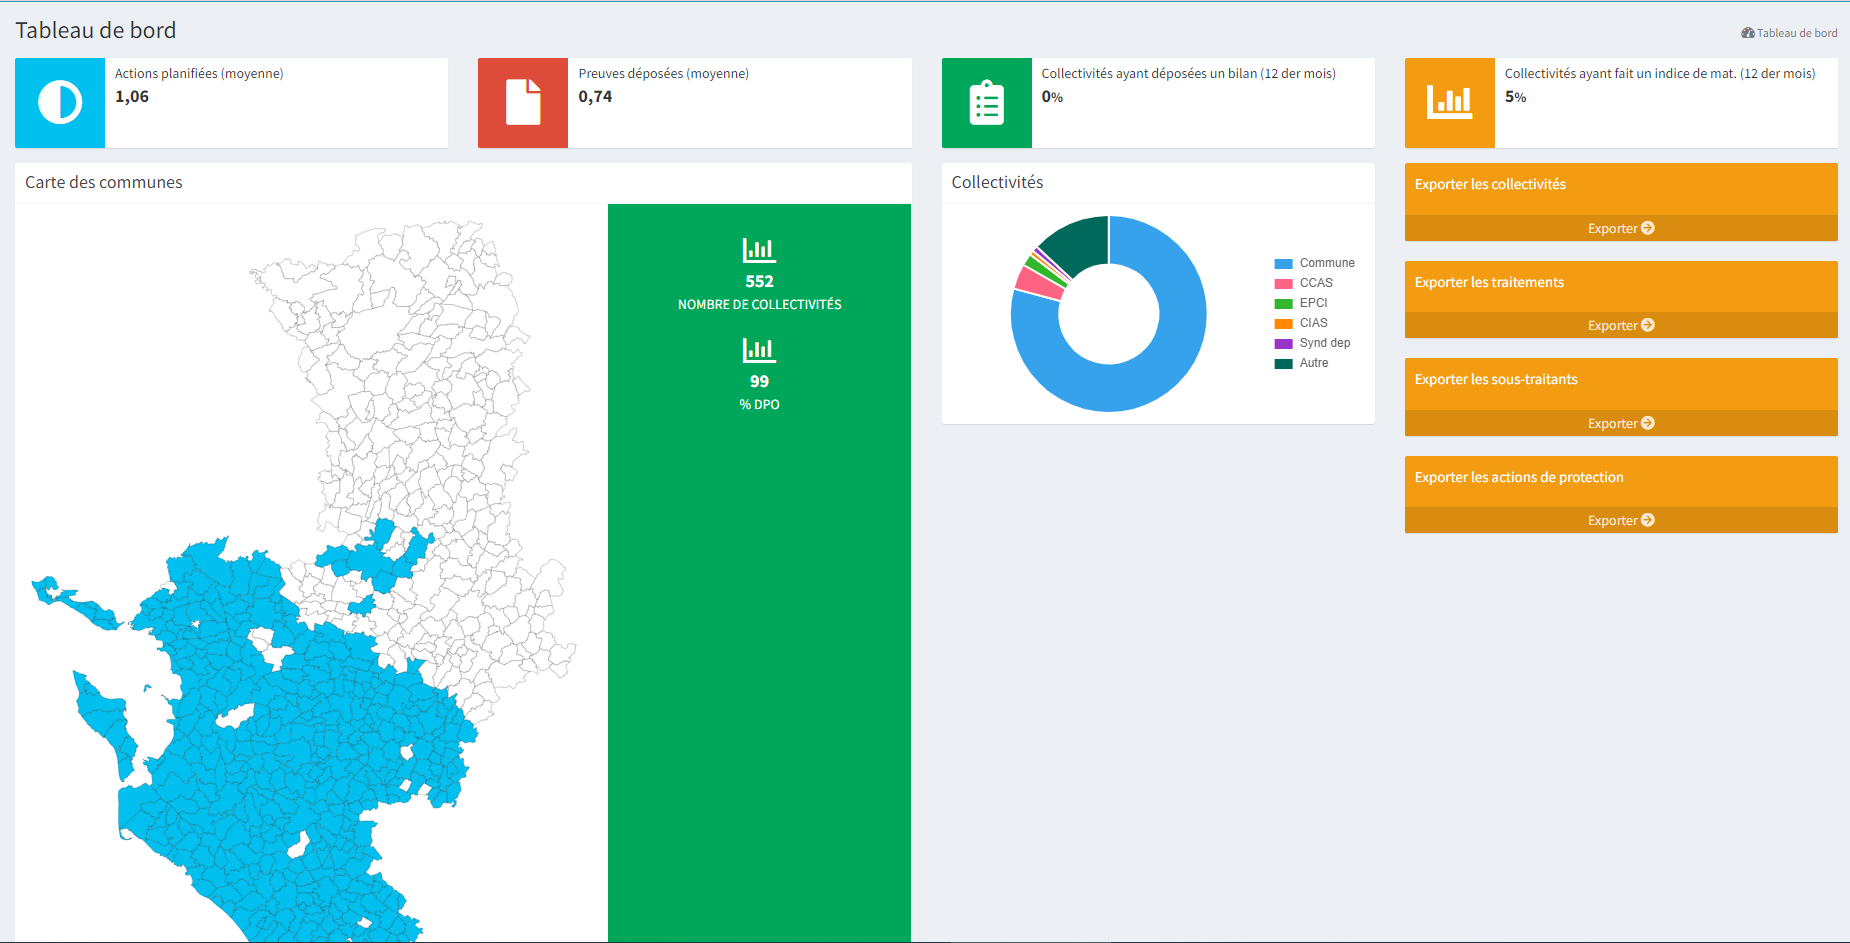 Tableau de bord
Tableau de bord
Actions planifiées (moyenne)
1,06
Preuves déposées (moyenne)
0,74
Collectivités ayant déposées un bilan (12 der mois)
0%
Collectivités ayant fait un indice de mat. (12 der mois)
5%
Carte des communes
552
NOMBRE DE COLLECTIVITÉS
99
% DPO
Collectivités
Commune
CCAS
EPCI
CIAS
Synd dep
Autre
Exporter les collectivités
Exporter
Exporter les traitements
Exporter
Exporter les sous-traitants
Exporter
Exporter les actions de protection
Exporter